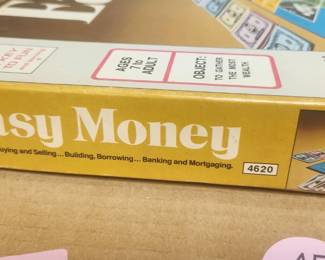 AGES
7 to
ADULT
OBJECT:
TO GATHER
THE MOST
WEALTH
asy Money
uying and Selling... Building, Borrowing... Banking and Mortgaging.
4620